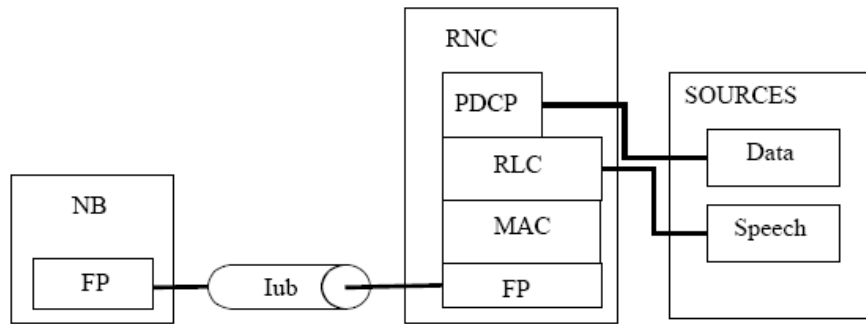 RNC
PDCP
SOURCES
Data
RLC
NB
MAC
Speech
FP
Iub
FP